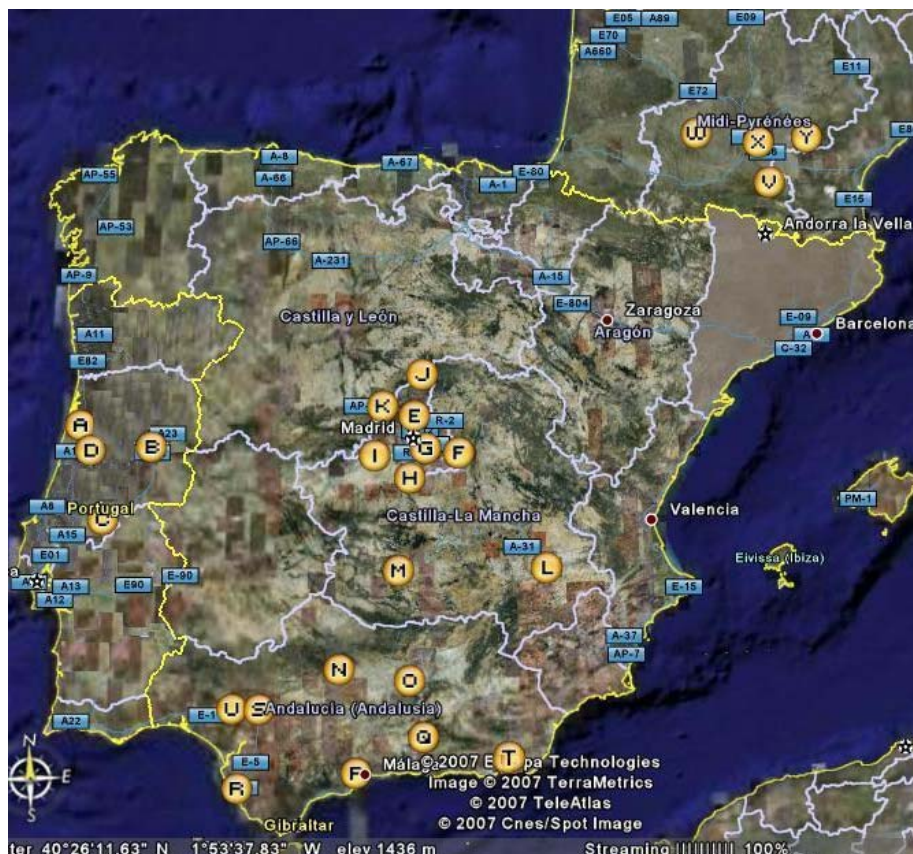 E05
A89
E09
E70
A660
E11
E72
Midi-Pyrénées
W
X
Y
V
E15
Andorra la Vella
A-8
A-67
E-80
A-66
A-1
AP-55
AP-53
AP-66
A-231
AP-9
A-15
E-804
Zaragoza
Aragón
E-09
Barcelona
C-32
Castilla y León
A11
E82
J
K
E
R-2
Madrid
A
D
B
A23
I
G
F
H
Portugal
C
A8
A15
E01
Castilla-La Mancha
Valencia
PM-1
A-31
L
M
Eivissa (Ibiza)
E-15
A13
A12
E90
E-90
A-37
AP-7
N
O
U
S
Andalucia (Andalusia)
E-1
A22
Q
T
Málaga
P
E-5
R
Gibraltar
N
E
S
© 2007 Europa Technologies
Image © 2007 TerraMetrics
© 2007 TeleAtlas
© 2007 Cnes/Spot Image
ter 40°26'11.63" N 1°53'37.83" W elev 1436 m Streaming |||||||||| 100%